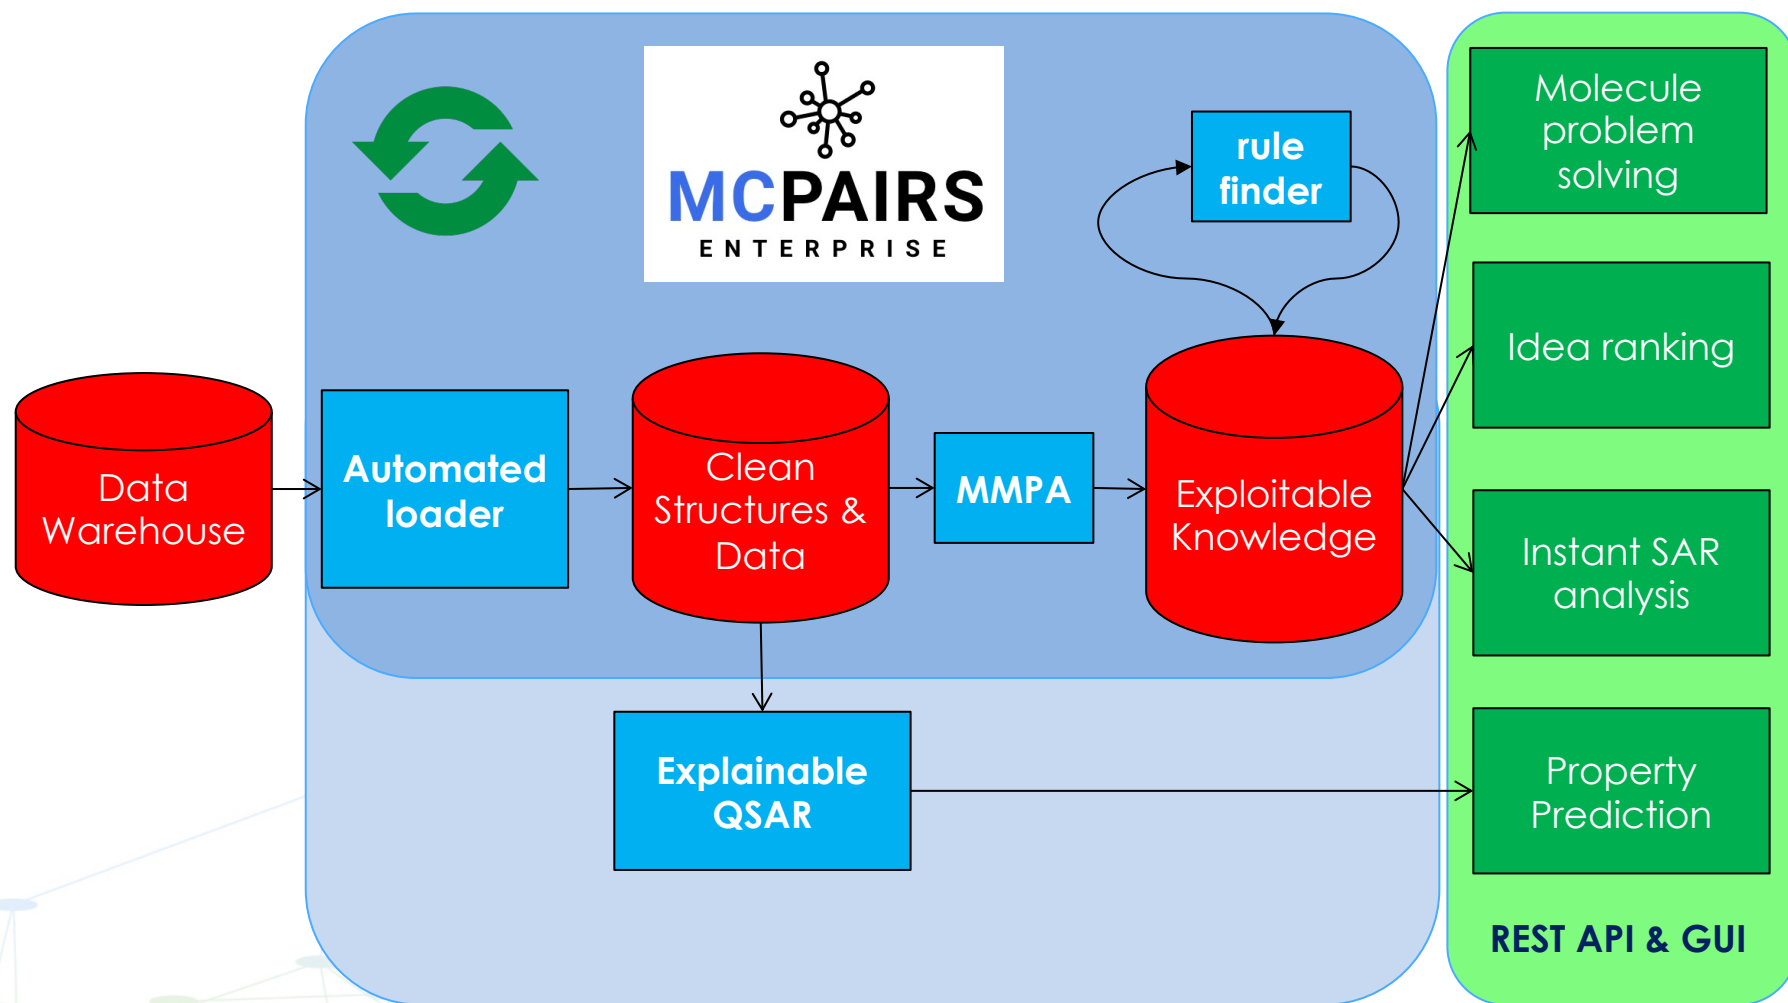 MCPAIRS
ENTERPRISE
rule
finder
Molecule
problem
solving
Idea ranking
Data
Warehouse
Automated
loader
Clean
Structures &
Data
MMPA
Exploitable
Knowledge
Instant SAR
analysis
Explainable
QSAR
Property
Prediction
REST API & GUI